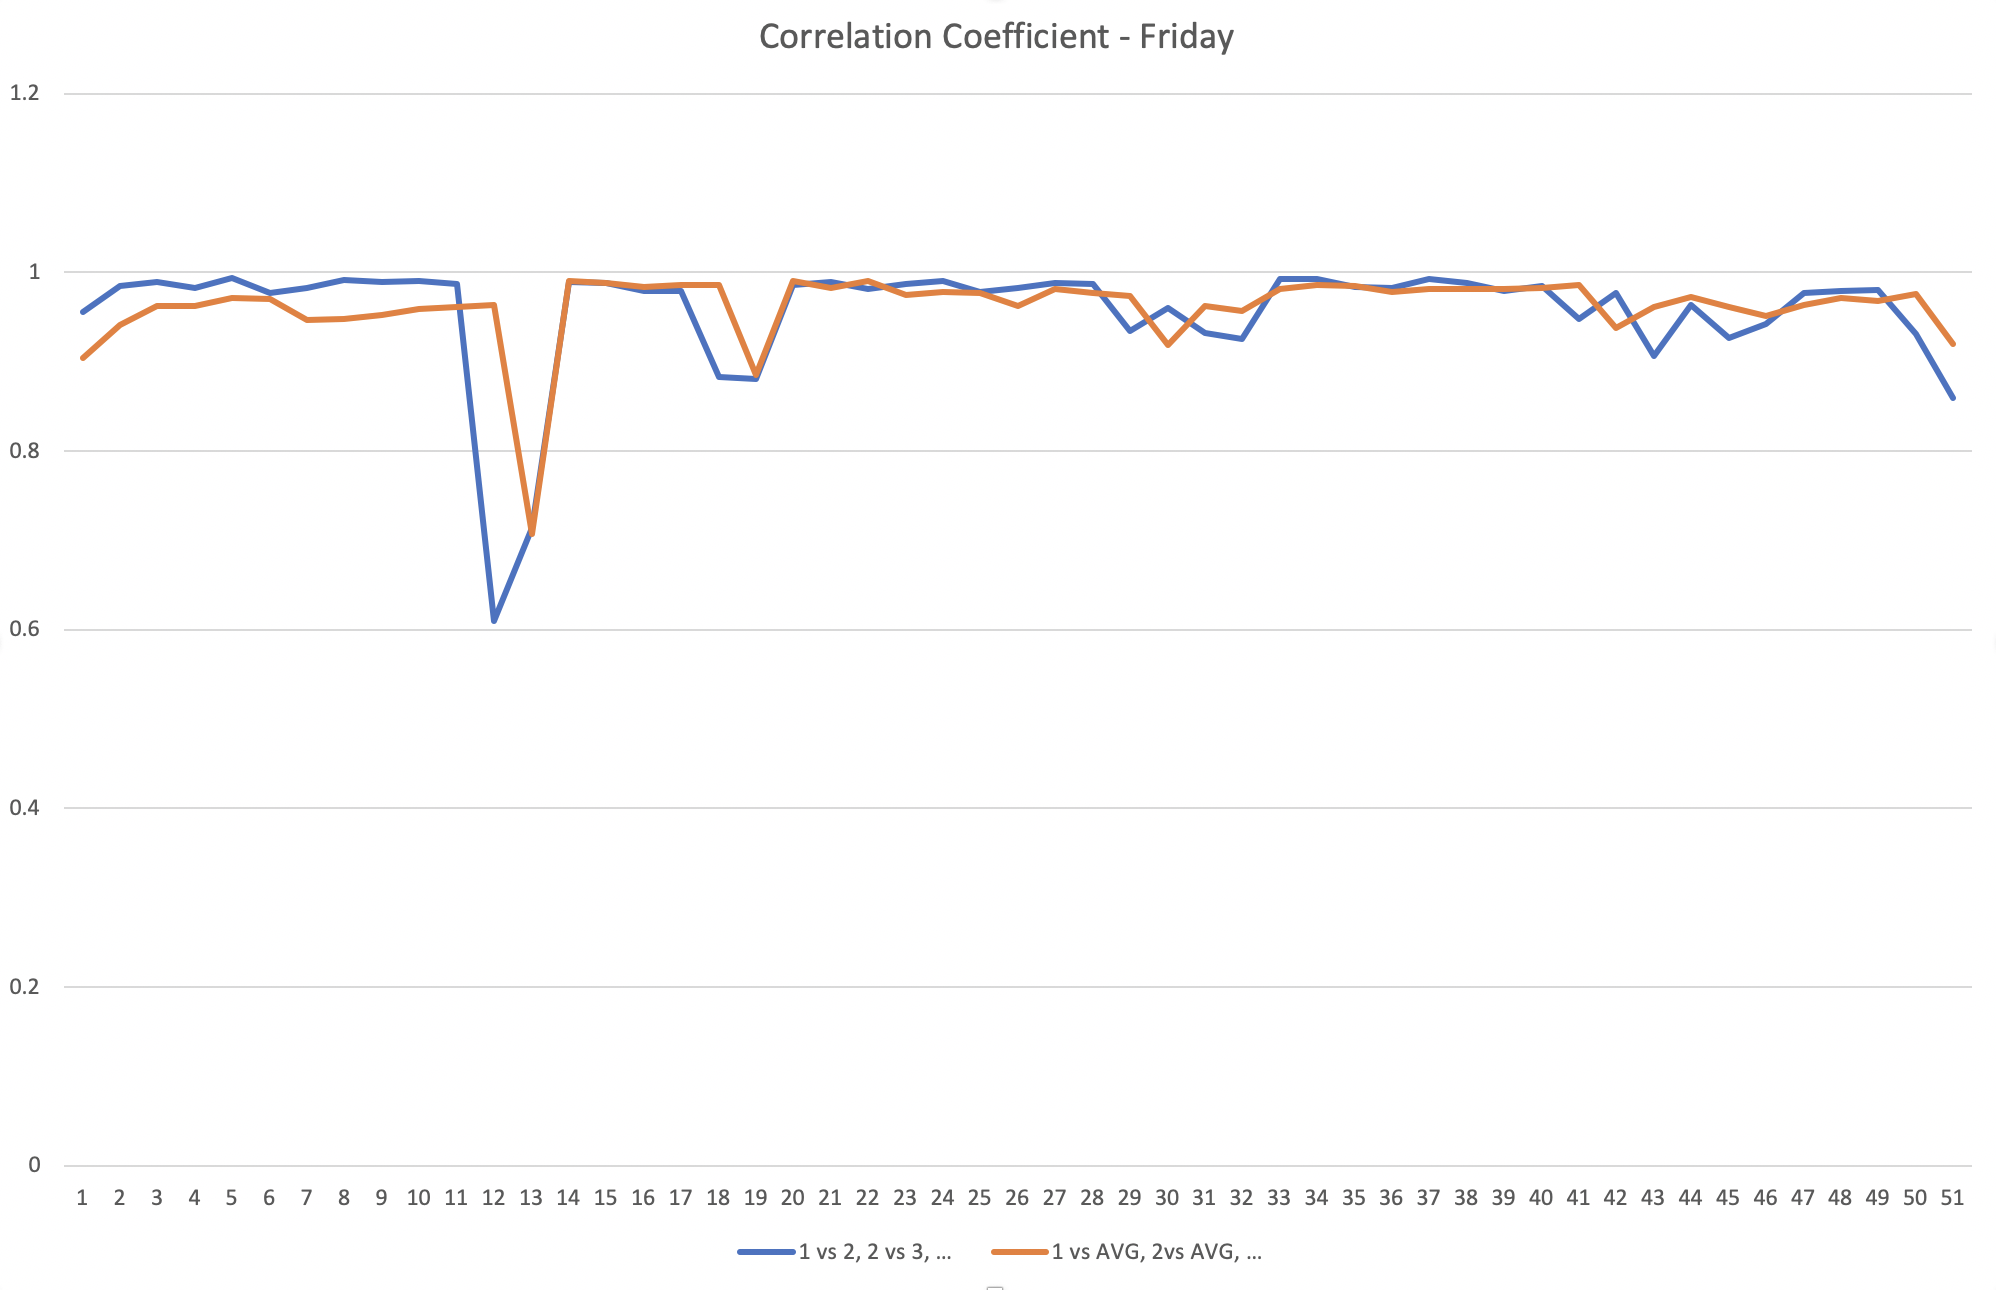 Correlation Coefficient - Friday
1.2
1
0.8
0.6
0.4
0.2
0
1 2 3 4 5 6 7 8 9 10 11 12 13 14 15 16 17 18 19 20 21 22 23 24 25 26 27 28 29 30 31 32 33 34 35 36 37 38 39 40 41 42 43 44 45 46 47 48 49 50 51
1 vs 2, 2 vs 3, ... 1 vs AVG, 2vs AVG, ...